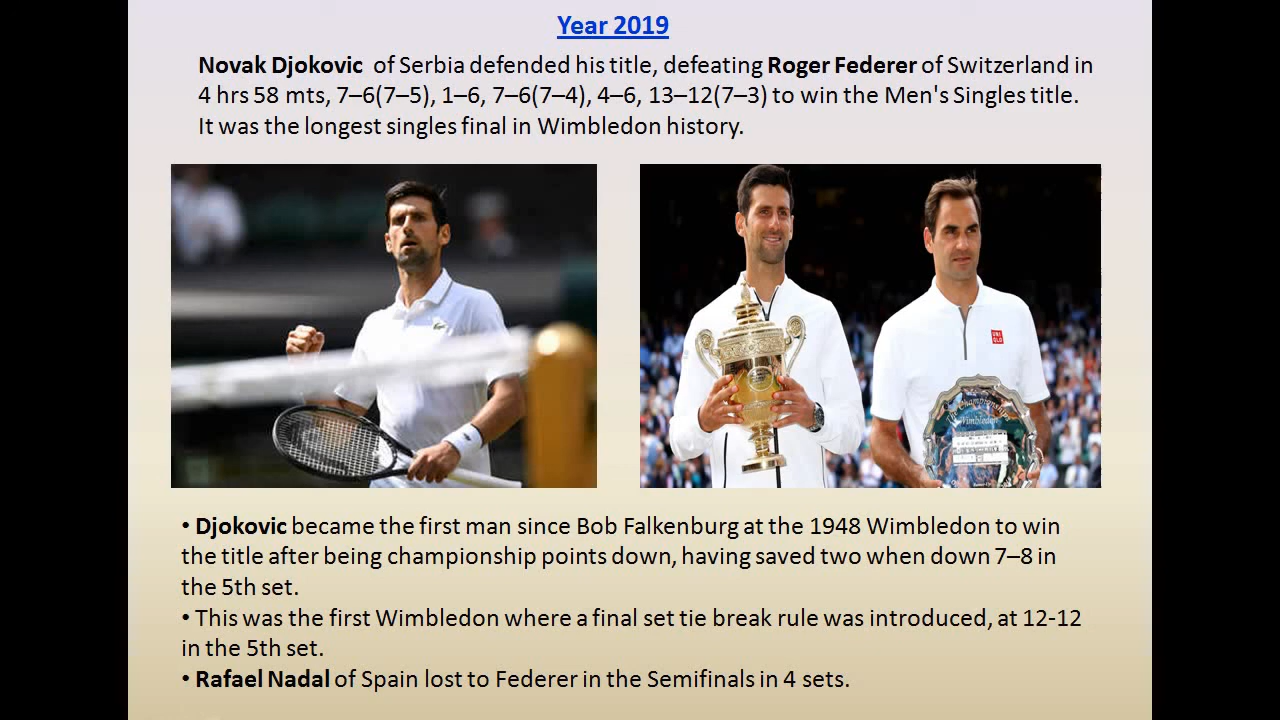 Year 2019
Novak Djokovic of Serbia defended his title, defeating Roger Federer of Switzerland in
4 hrs 58 mts, 7–6(7–5), 1–6, 7–6(7–4), 4–6, 13–12(7–3) to win the Men's Singles title.
It was the longest singles final in Wimbledon history.
UNI
QLO
The Championships
Wimbledon
• Djokovic became the first man since Bob Falkenburg at the 1948 Wimbledon to win
the title after being championship points down, having saved two when down 7–8 in
the 5th set.
• This was the first Wimbledon where a final set tie break rule was introduced, at 12-12
in the 5th set.
• Rafael Nadal of Spain lost to Federer in the Semifinals in 4 sets.